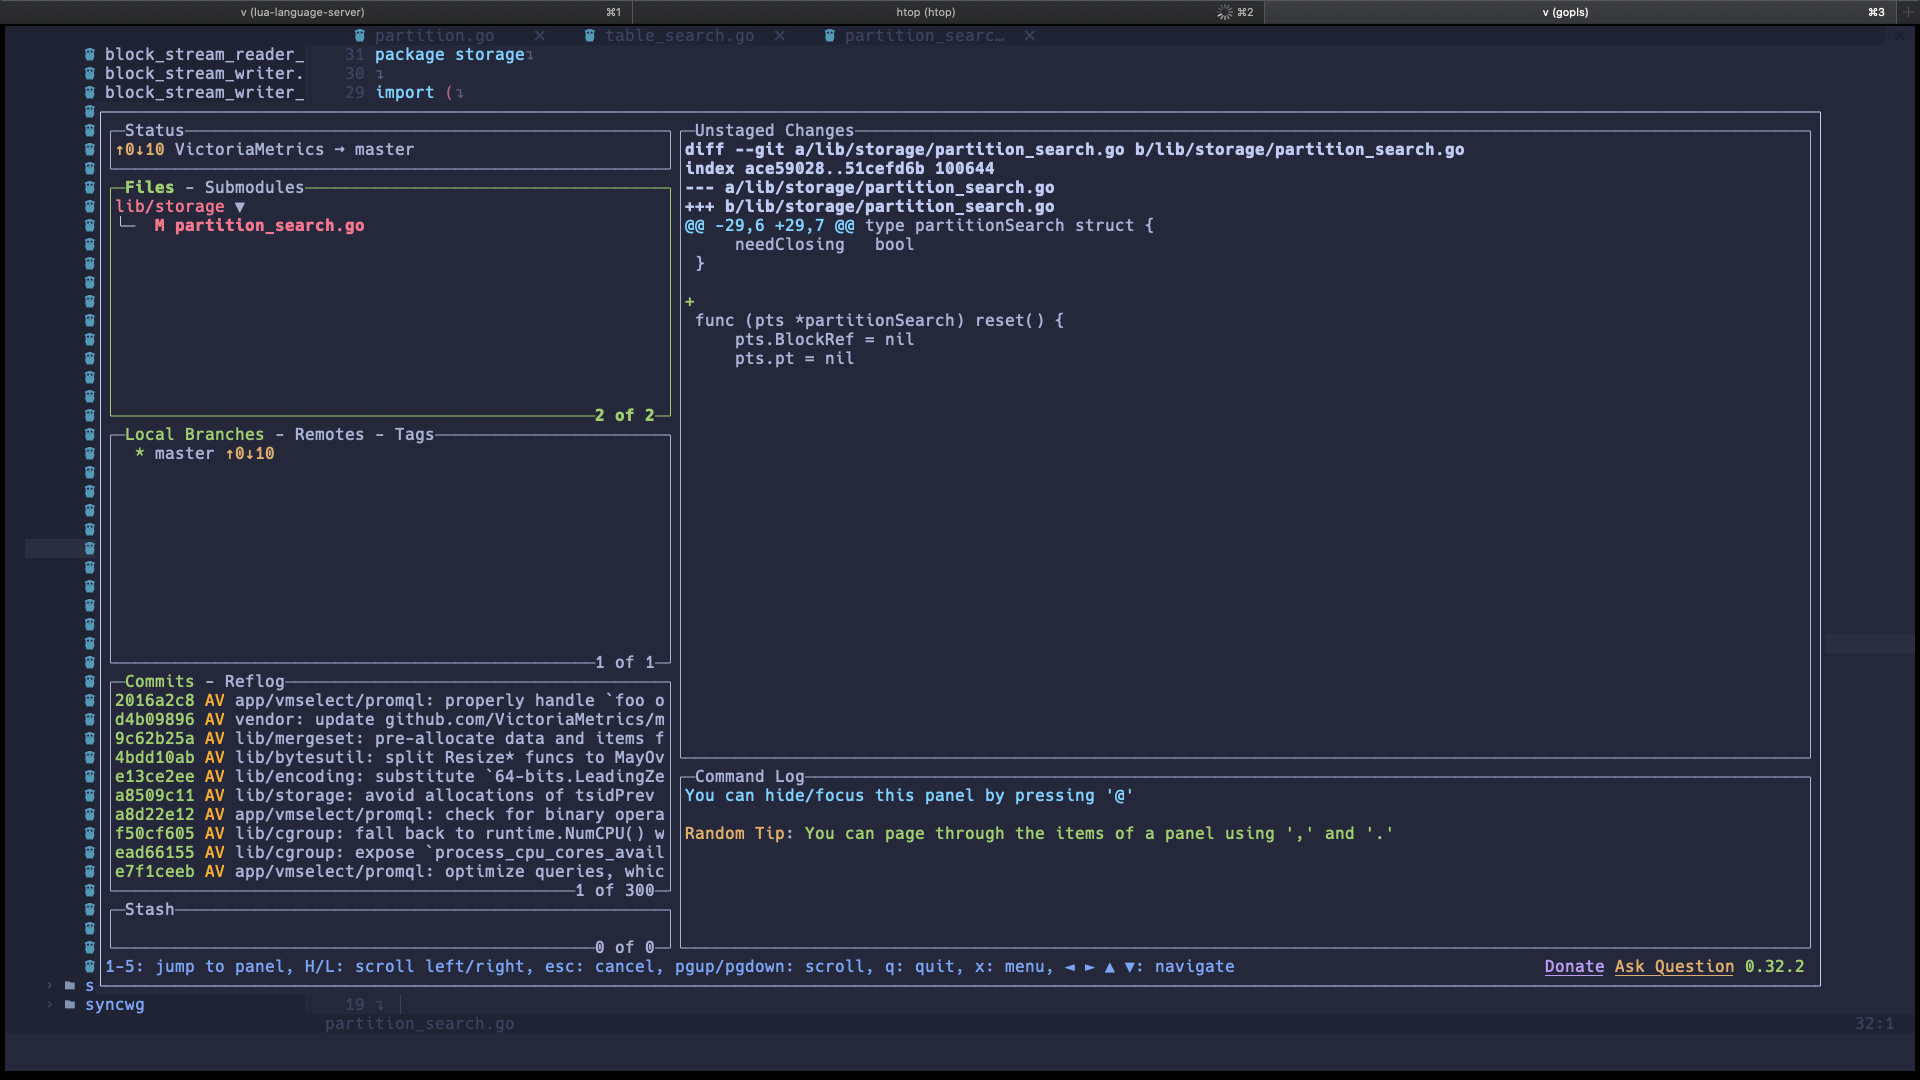 v (lua-language-server) ⌘1 htop (htop) ⌘2 v (gopls) ⌘3
partition.go ✕ table_search.go ✕ partition_searc… ✕
block_stream_reader_ 31 package storage
block_stream_writer. 30
block_stream_writer_ 29 import (
Status
↑0↓10 VictoriaMetrics → master
Files - Submodules
lib/storage ▼
M partition_search.go
2 of 2
Local Branches - Remotes - Tags
* master ↑0↓10
1 of 1
Commits - Reflog
2016a2c8 AV app/vmselect/promql: properly handle `foo o
d4b09896 AV vendor: update github.com/VictoriaMetrics/m
9c62b25a AV lib/mergeset: pre-allocate data and items f
4bdd10ab AV lib/bytesutil: split Resize* funcs to MayOv
e13ce2ee AV lib/encoding: substitute `64-bits.LeadingZe
a8509c11 AV lib/storage: avoid allocations of tsidPrev
a8d22e12 AV app/vmselect/promql: check for binary opera
f50cf605 AV lib/cgroup: fall back to runtime.NumCPU() w
ead66155 AV lib/cgroup: expose `process_cpu_cores_avail
e7f1ceeb AV app/vmselect/promql: optimize queries, whic
1 of 300
Stash
0 of 0
Unstaged Changes
diff --git a/lib/storage/partition_search.go b/lib/storage/partition_search.go
index ace59028..51cefd6b 100644
--- a/lib/storage/partition_search.go
+++ b/lib/storage/partition_search.go
@@ -29,6 +29,7 @@ type partitionSearch struct {
needClosing bool
}
+
func (pts *partitionSearch) reset() {
pts.BlockRef = nil
pts.pt = nil
Command Log
You can hide/focus this panel by pressing '@'
Random Tip: You can page through the items of a panel using ',' and '.'
1-5: jump to panel, H/L: scroll left/right, esc: cancel, pgup/pgdown: scroll, q: quit, x: menu, ◄ ► ▲ ▼: navigate Donate Ask Question 0.32.2
s
syncwg 19
partition_search.go 32:1